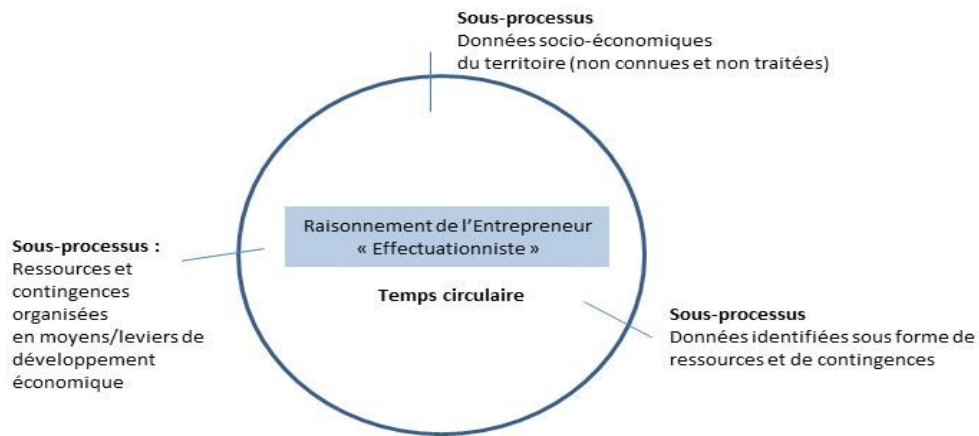 Sous-processus
Données socio-économiques
du territoire (non connues et non traitées)
Raisonnement de l’Entrepreneur
« Effectuationniste »
Temps circulaire
Sous-processus :
Ressources et
contingences
organisées
en moyens/leviers de
développement
économique
Sous-processus
Données identifiées sous forme de
ressources et de contingences